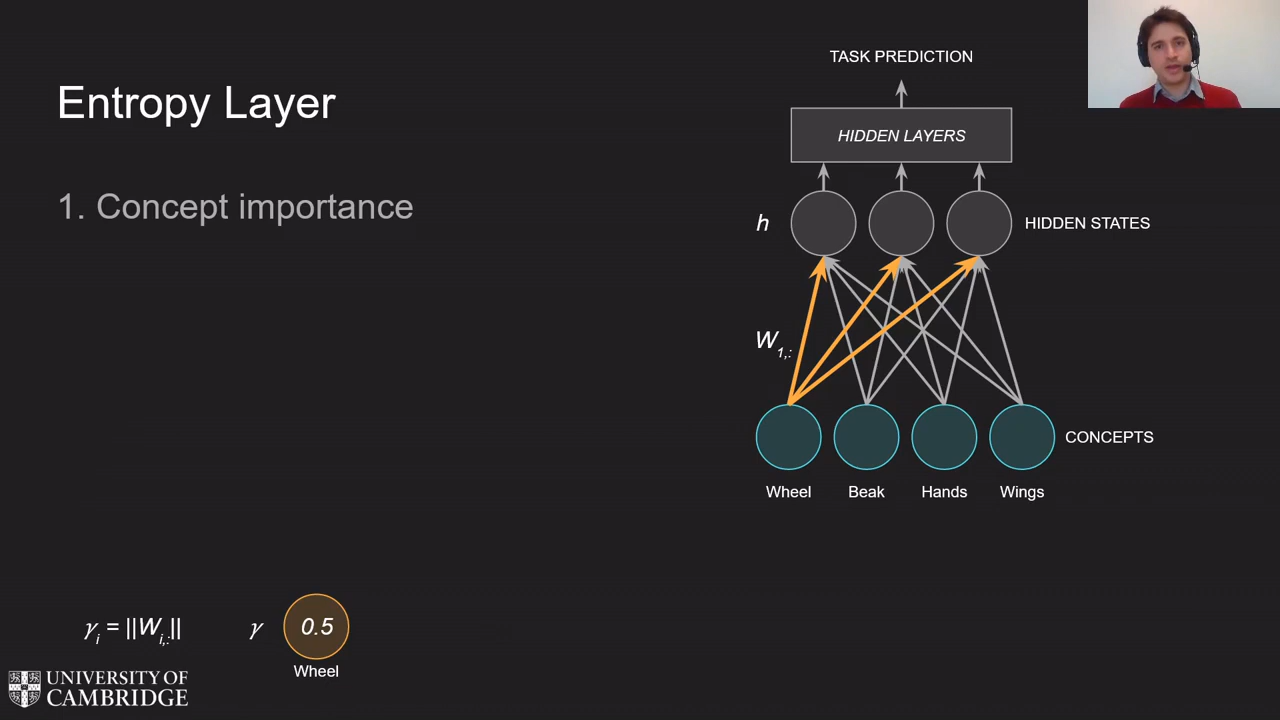 Entropy Layer
1. Concept importance
TASK PREDICTION
HIDDEN LAYERS
h
HIDDEN STATES
W1,:
CONCEPTS
Wheel Beak Hands Wings
γi = ||Wi,:||
γ 0.5
Wheel
UNIVERSITY OF
CAMBRIDGE